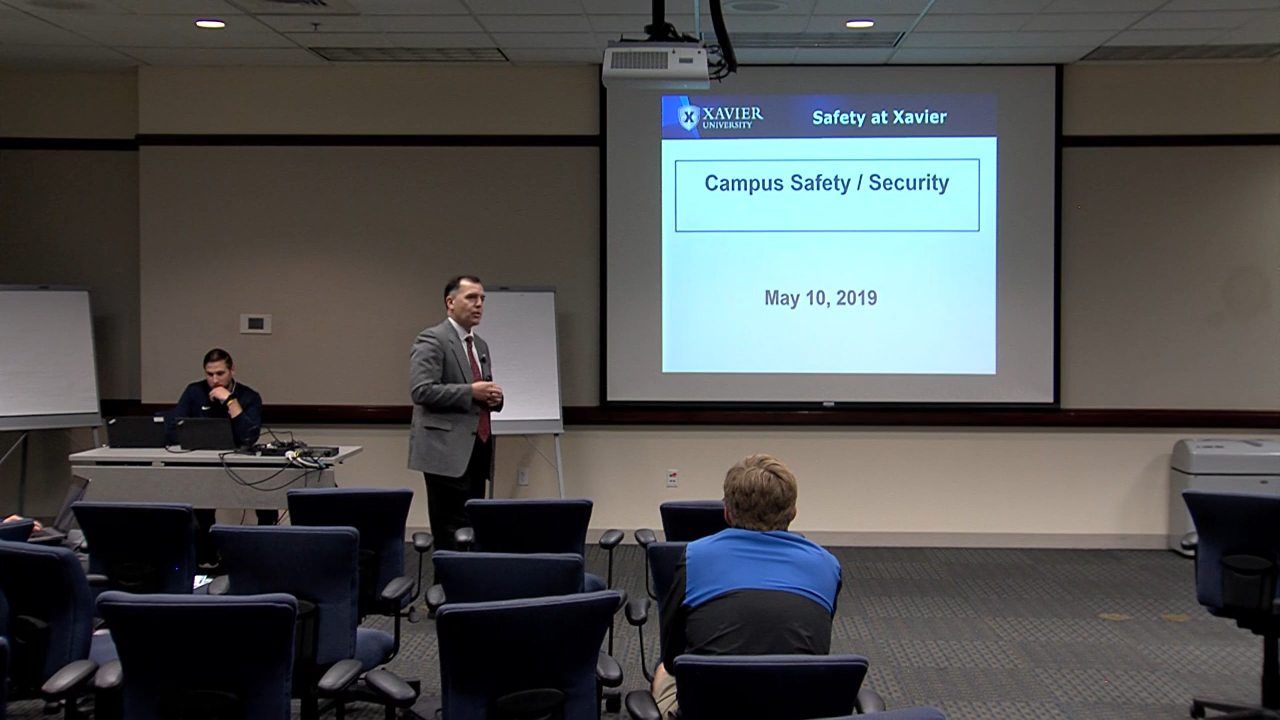 X XAVIER
UNIVERSITY
Safety at Xavier
Campus Safety / Security
May 10, 2019